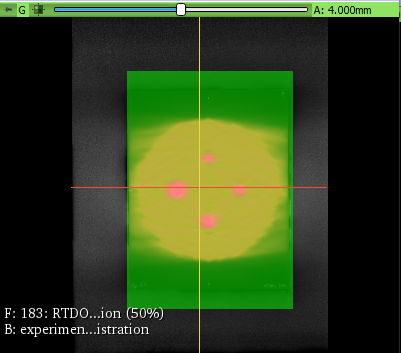 G A: 4.000mm
F: 183: RTDO...ion (50%)
B: experimen...istration